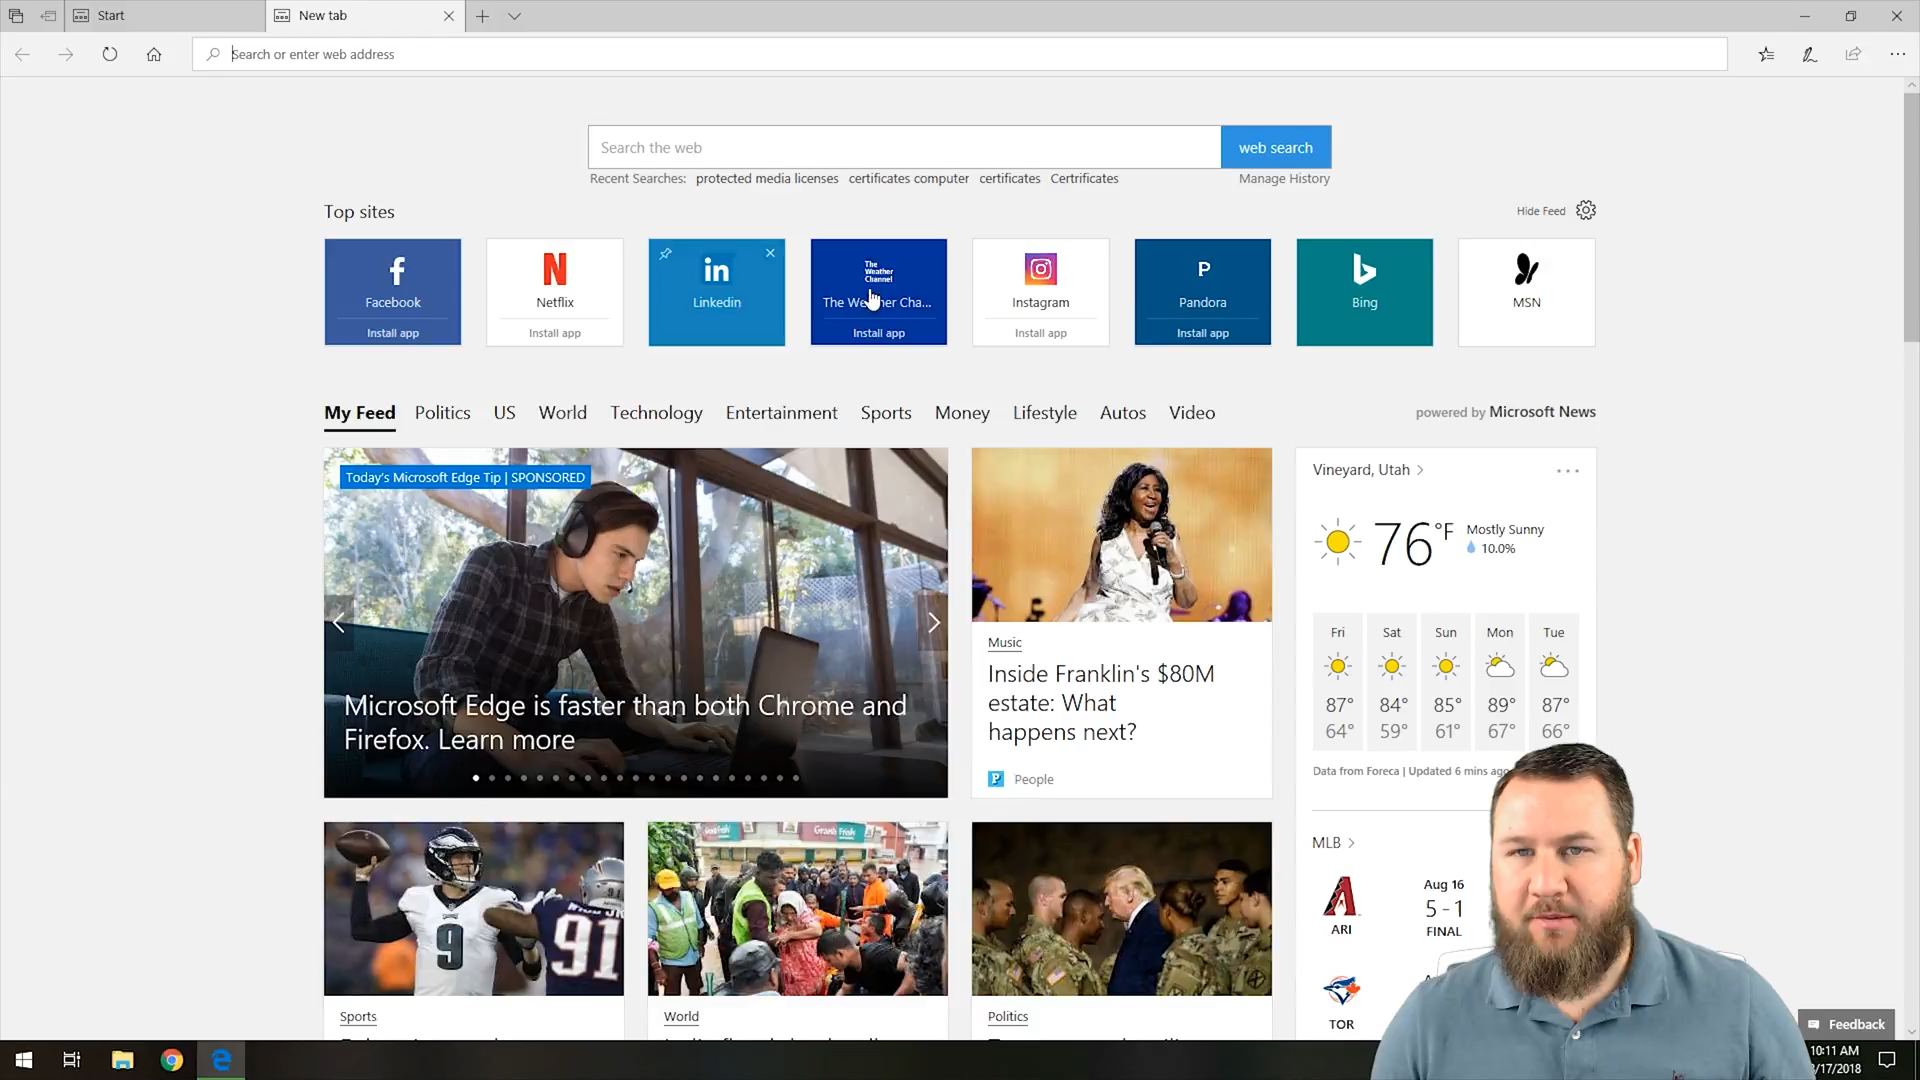 Start
New tab
Search or enter web address
Search the web
web search
Recent Searches: protected media licenses certificates computer certificates Certrificates
Manage History
Top sites
Hide Feed
Facebook
Install app
Netflix
Install app
in
Linkedin
The Weather Channel
The Weather Cha...
Install app
Instagram
Install app
P
Pandora
Install app
Bing
MSN
My Feed Politics US World Technology Entertainment Sports Money Lifestyle Autos Video
powered by Microsoft News
Today's Microsoft Edge Tip | SPONSORED
Microsoft Edge is faster than both Chrome and
Firefox. Learn more
Music
Inside Franklin's $80M
estate: What
happens next?
People
Vineyard, Utah
76°F
Mostly Sunny
10.0%
Fri Sat Sun Mon Tue
87° 84° 85° 89° 87°
64° 59° 61° 67° 66°
Data from Foreca | Updated 6 mins ago
MLB
Aug 16
5 - 1
FINAL
ARI
TOR
9
91
Sports
World
Politics
Feedback
10:11 AM
/17/2018